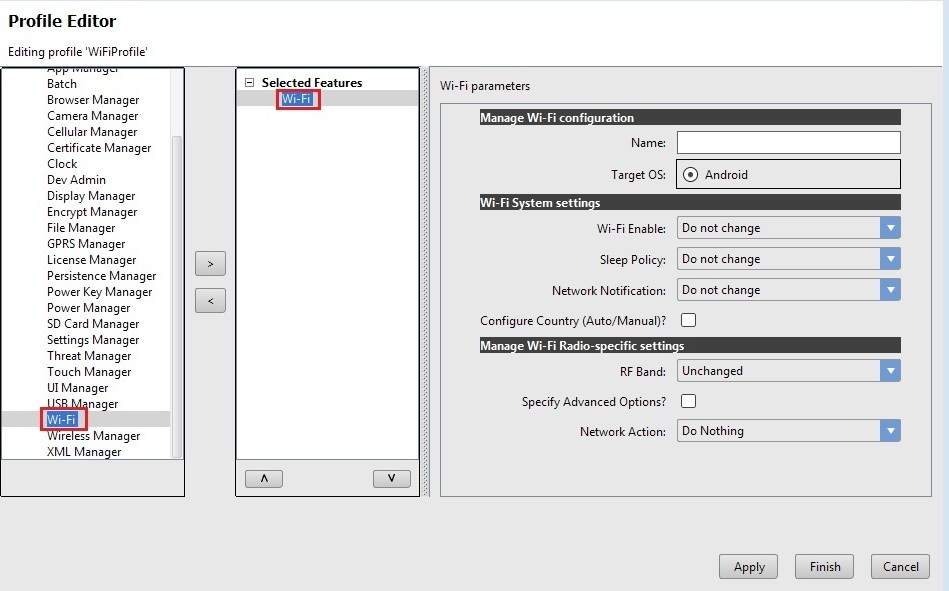 Profile Editor
Editing profile 'WiFiProfile'
App Manager
Batch
Browser Manager
Camera Manager
Cellular Manager
Certificate Manager
Clock
Dev Admin
Display Manager
Encrypt Manager
File Manager
GPRS Manager
License Manager
Persistence Manager
Power Key Manager
Power Manager
SD Card Manager
Settings Manager
Threat Manager
Touch Manager
UI Manager
USB Manager
Wi-Fi
Wireless Manager
XML Manager
>
<
Selected Features
Wi-Fi
Wi-Fi parameters
Manage Wi-Fi configuration
Name:
Target OS: Android
Wi-Fi System settings
Wi-Fi Enable: Do not change
Sleep Policy: Do not change
Network Notification: Do not change
Configure Country (Auto/Manual)?
Manage Wi-Fi Radio-specific settings
RF Band: Unchanged
Specify Advanced Options?
Network Action: Do Nothing
Apply Finish Cancel